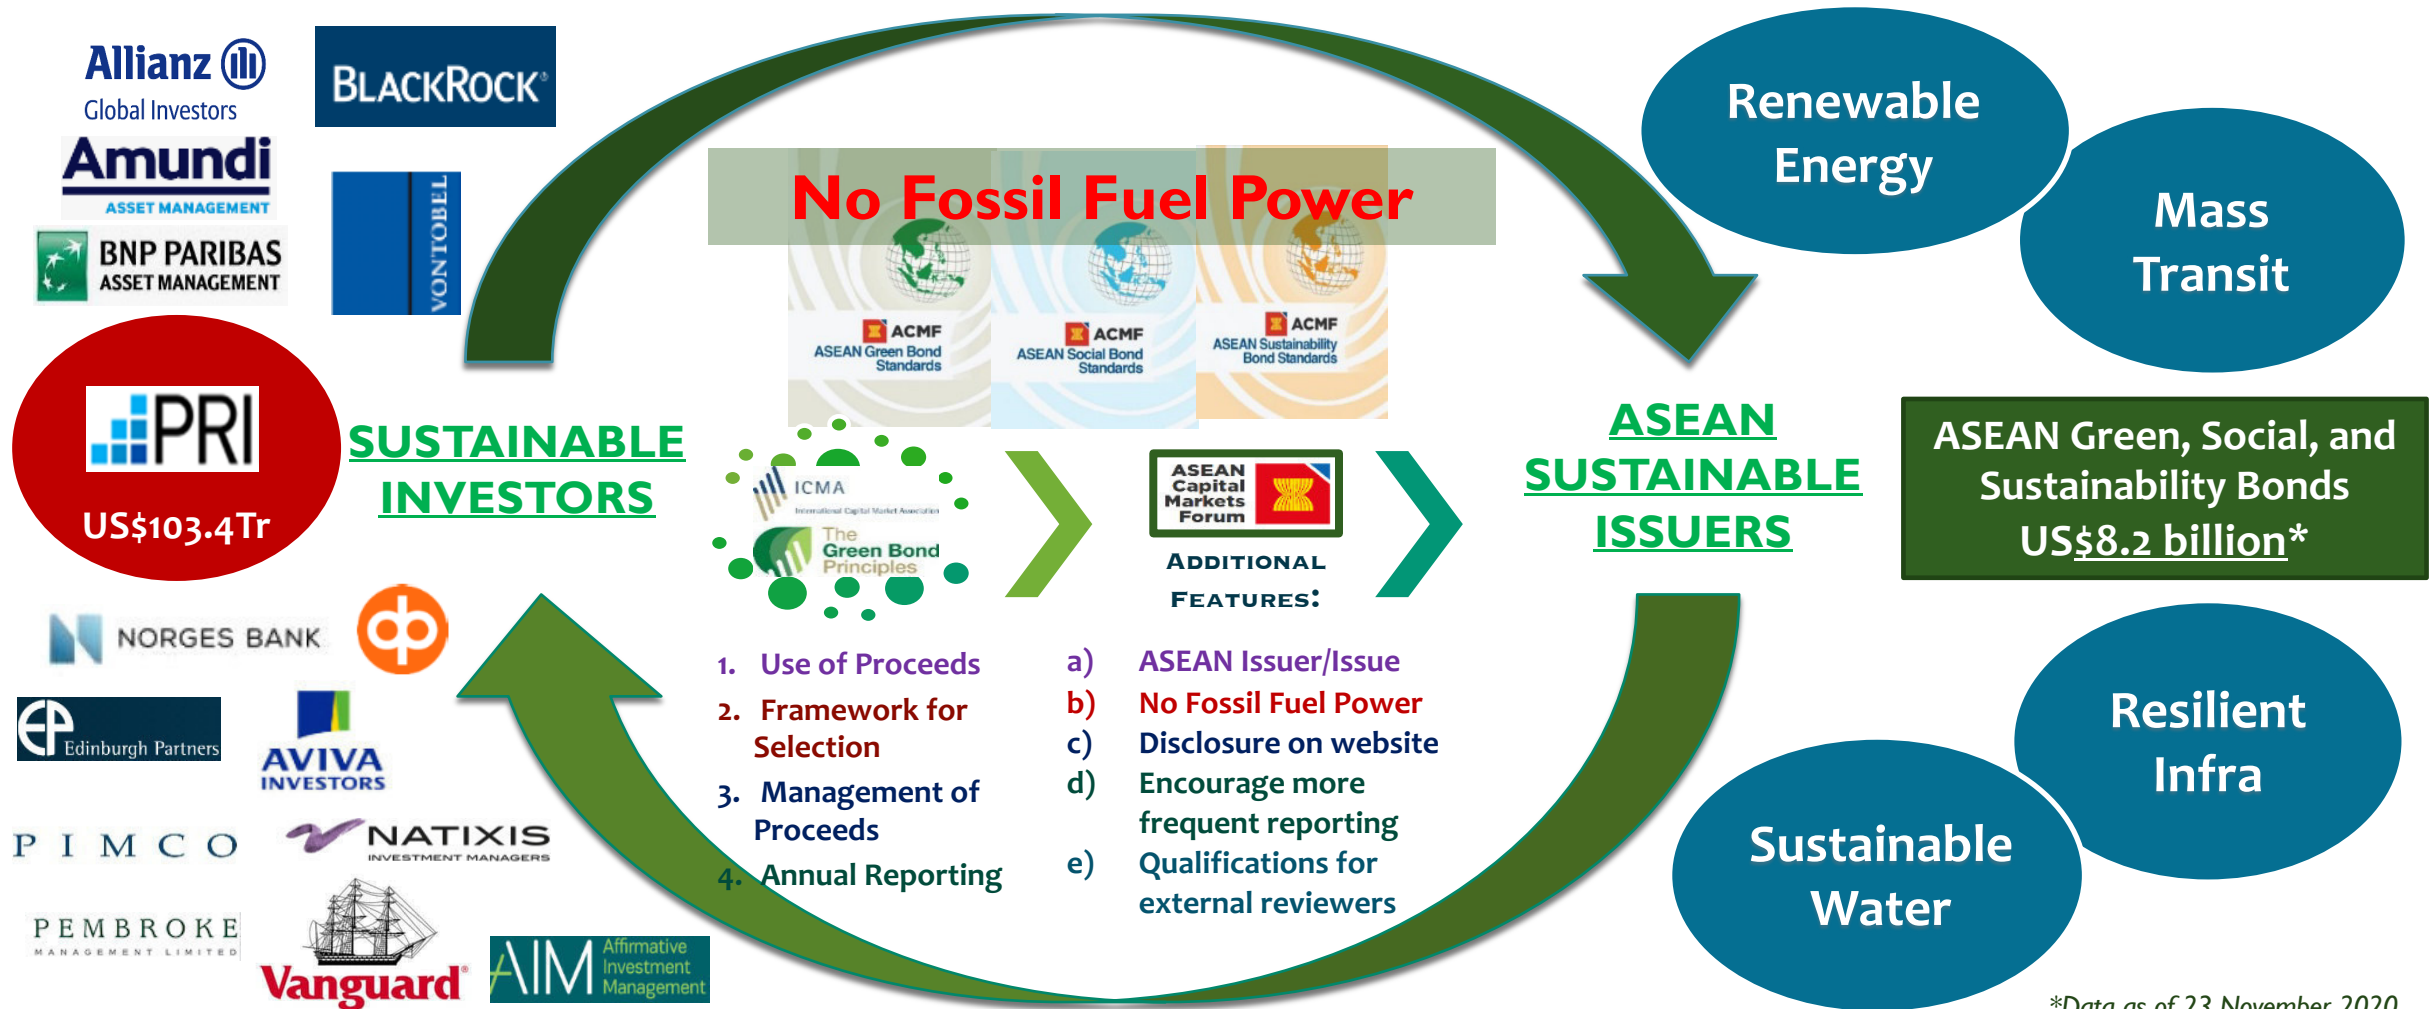 Allianz
Global Investors
BLACKROCK®
Amundi
ASSET MANAGEMENT
BNP PARIBAS
ASSET MANAGEMENT
VONTOBEL
PRI
US$103.4Tr
SUSTAINABLE
INVESTORS
NORGES BANK
EP
Edinburgh Partners
AVIVA
INVESTORS
PIMCO
NATIXIS
INVESTMENT MANAGERS
PEMBROKE
MANAGEMENT LIMITED
Vanguard®
AIM
Affirmative
Investment
Management
No Fossil Fuel Power
ACMF
ASEAN Green Bond
Standards
ACMF
ASEAN Social Bond
Standards
ACMF
ASEAN Sustainability
Bond Standards
ICMA
International Capital Market Association
The
Green Bond
Principles
ASEAN
Capital
Markets
Forum
ADDITIONAL
FEATURES:
1. Use of Proceeds
2. Framework for
Selection
3. Management of
Proceeds
4. Annual Reporting
a) ASEAN Issuer/Issue
b) No Fossil Fuel Power
c) Disclosure on website
d) Encourage more
frequent reporting
e) Qualifications for
external reviewers
ASEAN
SUSTAINABLE
ISSUERS
Renewable
Energy
Mass
Transit
ASEAN Green, Social, and
Sustainability Bonds
US$8.2 billion*
Resilient
Infra
Sustainable
Water
*Data as of 23 November 2020